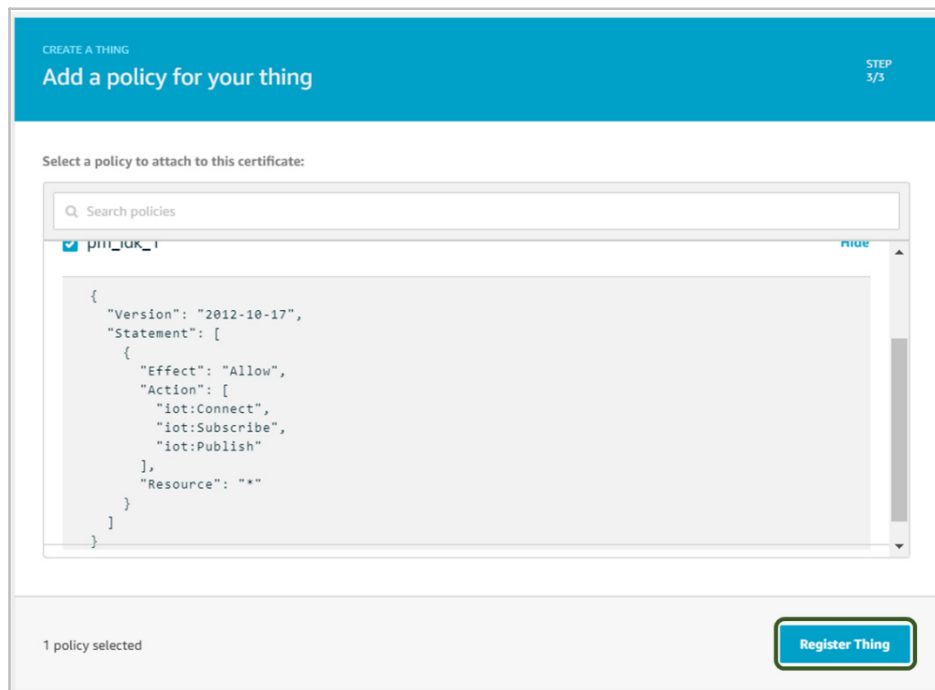 CREATE A THING
Add a policy for your thing
STEP
3/3
Select a policy to attach to this certificate:
Search policies
Hide
{
"Version": "2012-10-17",
"Statement": [
{
"Effect": "Allow",
"Action": [
"iot:Connect",
"iot:Subscribe",
"iot:Publish"
],
"Resource": "*"
}
]
}
1 policy selected
Register Thing